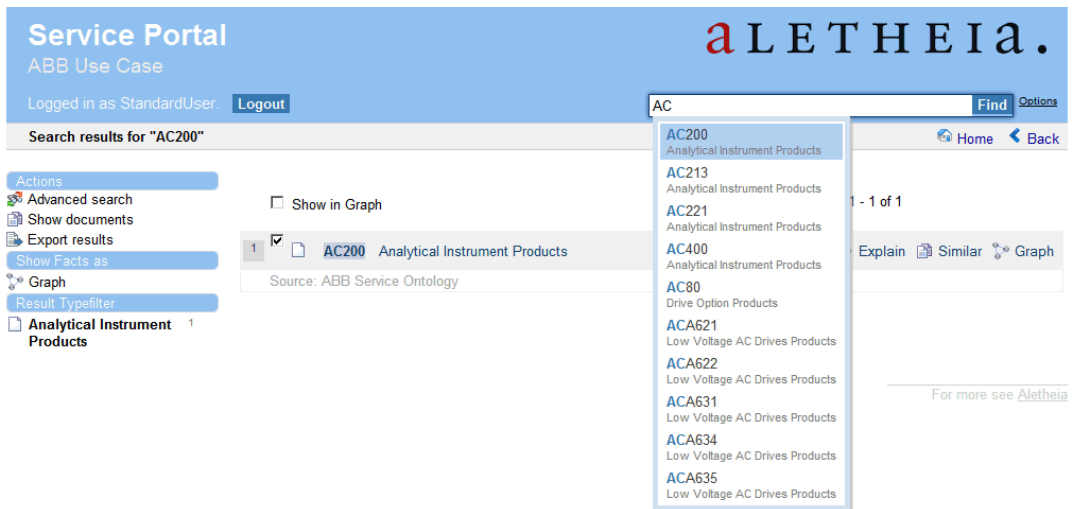 Service Portal
ABB Use Case
aLETHEIa.
Logged in as StandardUser. Logout
AC Find Options
Search results for "AC200"
Home Back
Actions
Advanced search
Show documents
Export results
Show Facts as
Graph
Result Typefilter
Analytical Instrument 1
Products
Show in Graph
1 - 1 of 1
1 AC200 Analytical Instrument Products
Explain Similar Graph
Source: ABB Service Ontology
AC200
Analytical Instrument Products
AC213
Analytical Instrument Products
AC221
Analytical Instrument Products
AC400
Analytical Instrument Products
AC80
Drive Option Products
ACA621
Low Voltage AC Drives Products
ACA622
Low Voltage AC Drives Products
ACA631
Low Voltage AC Drives Products
ACA634
Low Voltage AC Drives Products
ACA635
Low Voltage AC Drives Products
For more see Aletheia